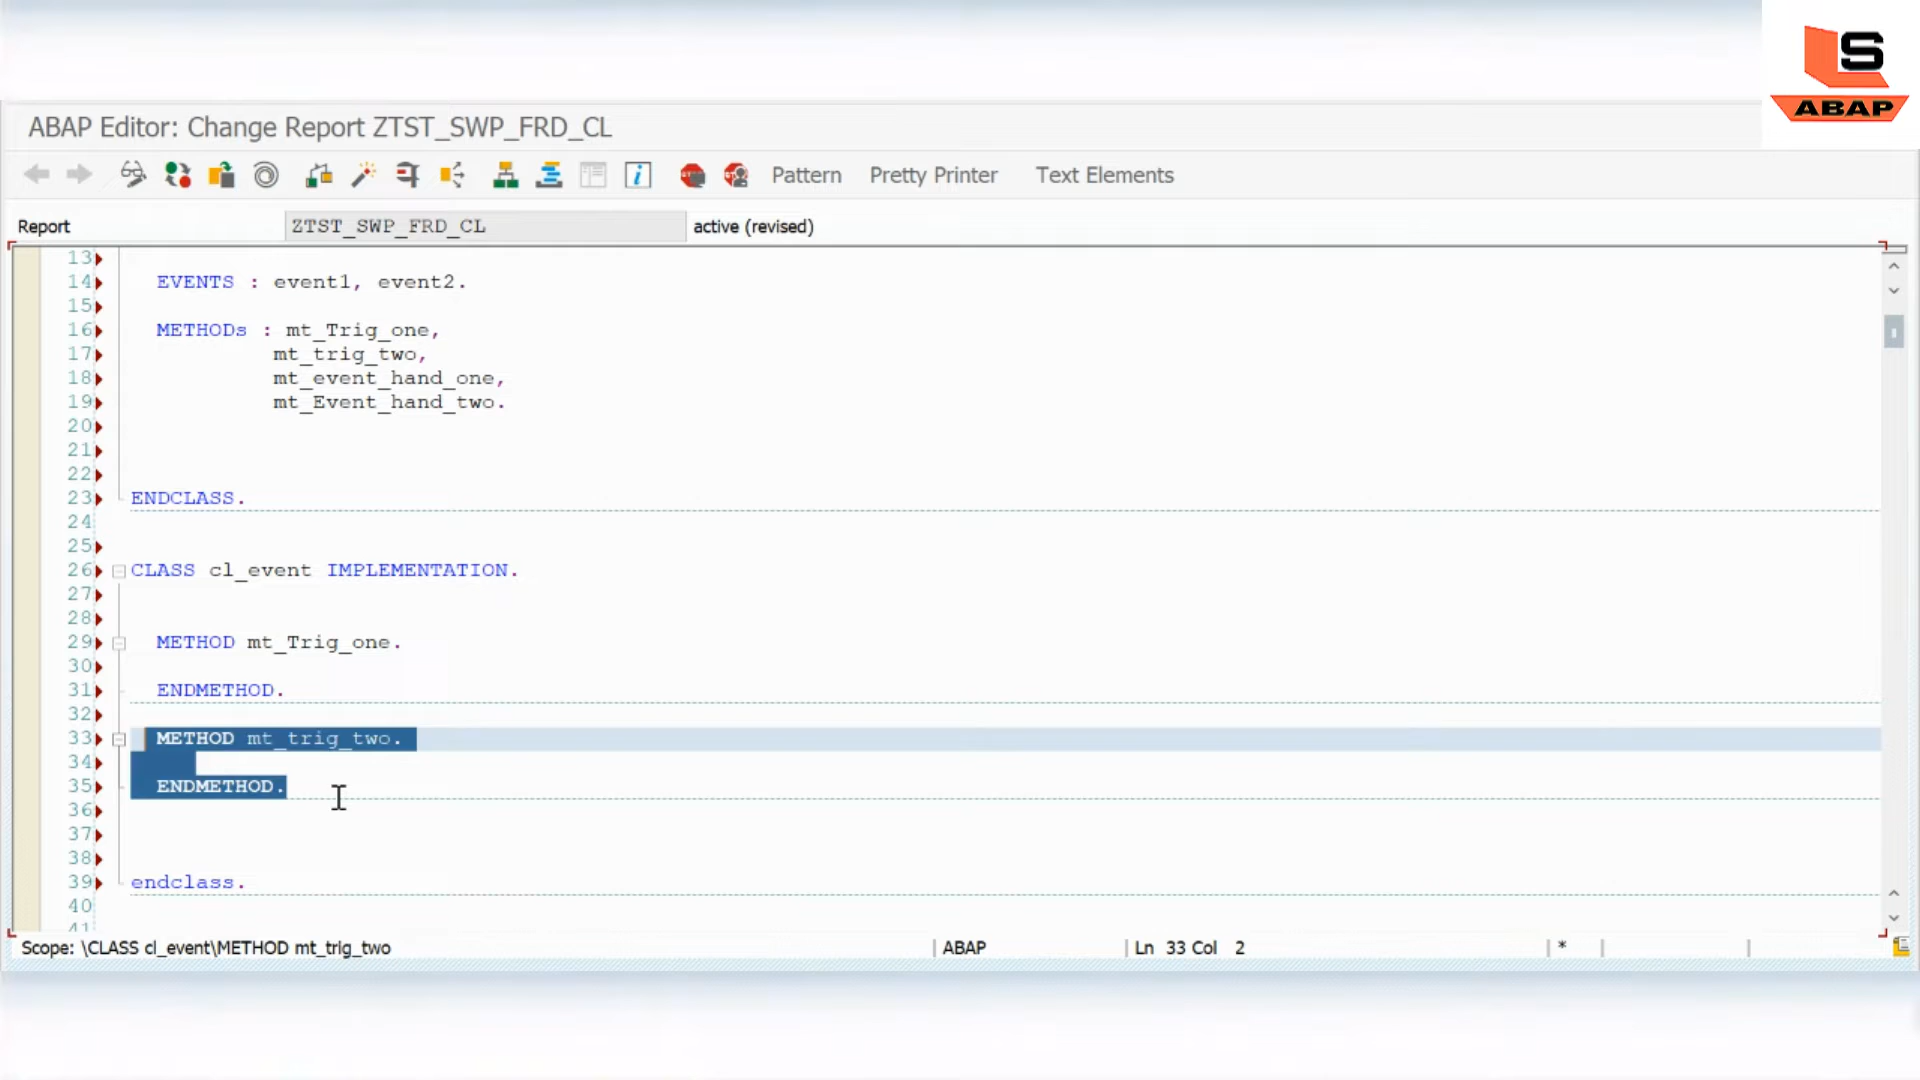 LS
ABAP
ABAP Editor: Change Report ZTST_SWP_FRD_CL
Pattern Pretty Printer Text Elements
Report ZTST_SWP_FRD_CL active (revised)
13
14 EVENTS : event1, event2.
15
16 METHODs : mt_Trig_one,
17 mt_trig_two,
18 mt_event_hand_one,
19 mt_Event_hand_two.
20
21
22
23 ENDCLASS.
24
25
26 CLASS cl_event IMPLEMENTATION.
27
28
29 METHOD mt_Trig_one.
30
31 ENDMETHOD.
32
33 METHOD mt_trig_two.
34
35 ENDMETHOD.
36
37
38
39 endclass.
40
41
Scope: \CLASS cl_event\METHOD mt_trig_two ABAP Ln 33 Col 2 *